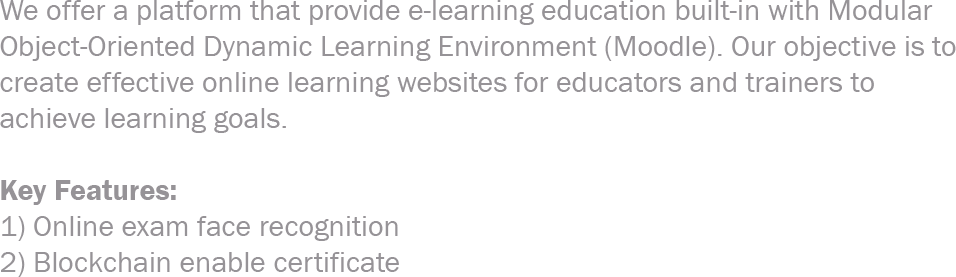 We offer a platform that provide e-learning education built-in with Modular
Object-Oriented Dynamic Learning Environment (Moodle). Our objective is to
create effective online learning websites for educators and trainers to
achieve learning goals.
Key Features:
1) Online exam face recognition
2) Blockchain enable certificate